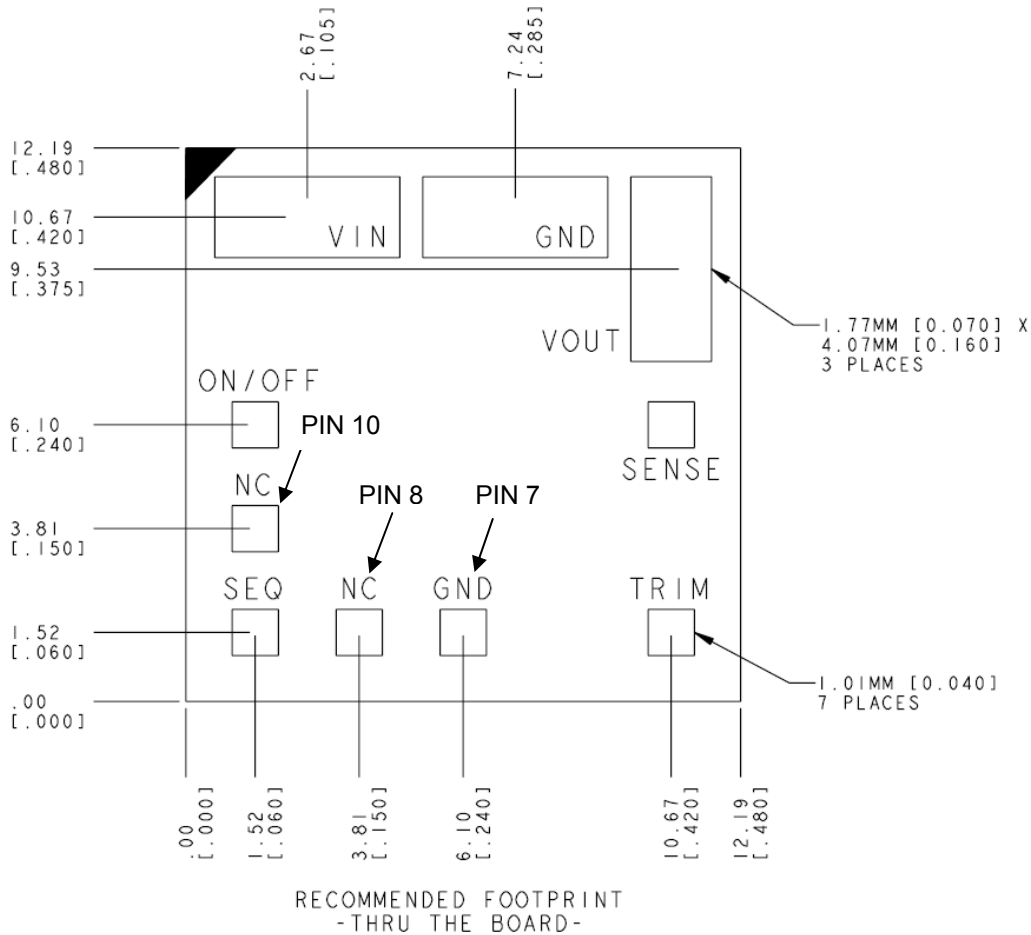 2.67
[.105]
7.24
[.285]
12.19
[.480]
10.67
[.420]
VIN
GND
9.53
[.375]
1.77MM [0.070] X
4.07MM [0.160]
3 PLACES
VOUT
ON/OFF
6.10
[.240]
PIN 10
SENSE
NC
PIN 8
PIN 7
3.81
[.150]
SEQ
NC
GND
TRIM
1.52
[.060]
1.01MM [0.040]
7 PLACES
.00
[.000]
.00
[.000]
1.52
[.060]
3.81
[.150]
6.10
[.240]
10.67
[.420]
12.19
[.480]
RECOMMENDED FOOTPRINT
-THRU THE BOARD-